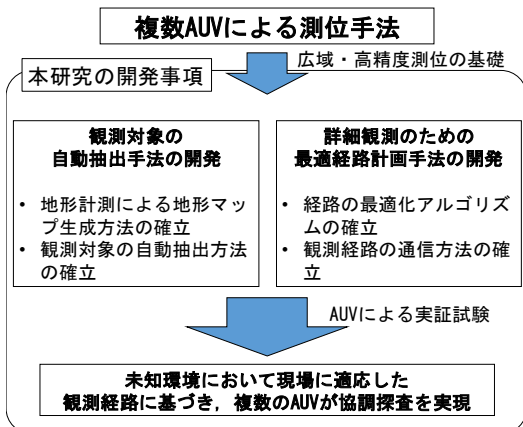 複数AUVによる測位手法
広域・高精度測位の基礎
本研究の開発事項
観測対象の
自動抽出手法の開発
• 地形計測による地形マッ
プ生成方法の確立
• 観測対象の自動抽出方法
の確立
詳細観測のための
最適経路計画手法の開発
• 経路の最適化アルゴリズ
ムの確立
• 観測経路の通信方法の確
立
AUVによる実証試験
未知環境において現場に適応した
観測経路に基づき，複数のAUVが協調探査を実現